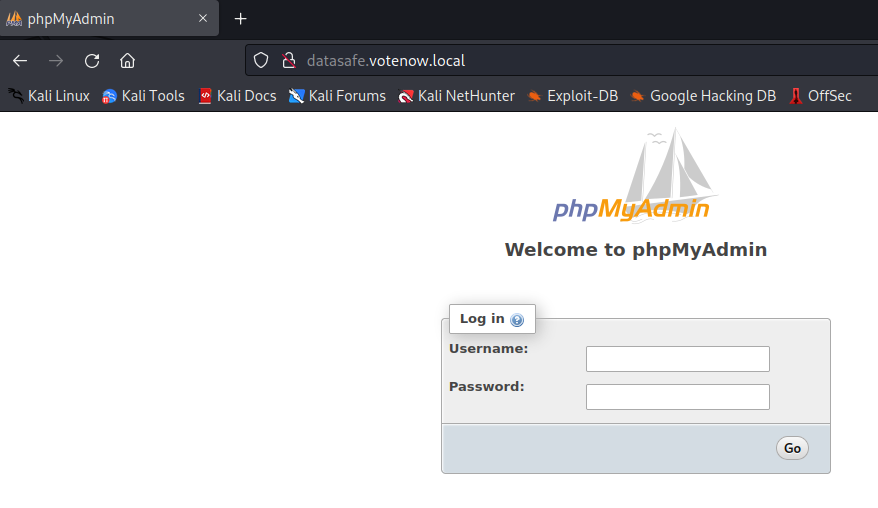 phpMyAdmin
datasafe.votenow.local
Kali Linux Kali Tools Kali Docs Kali Forums Kali NetHunter Exploit-DB Google Hacking DB OffSec
phpMyAdmin
Welcome to phpMyAdmin
Log in
Username:
Password:
Go